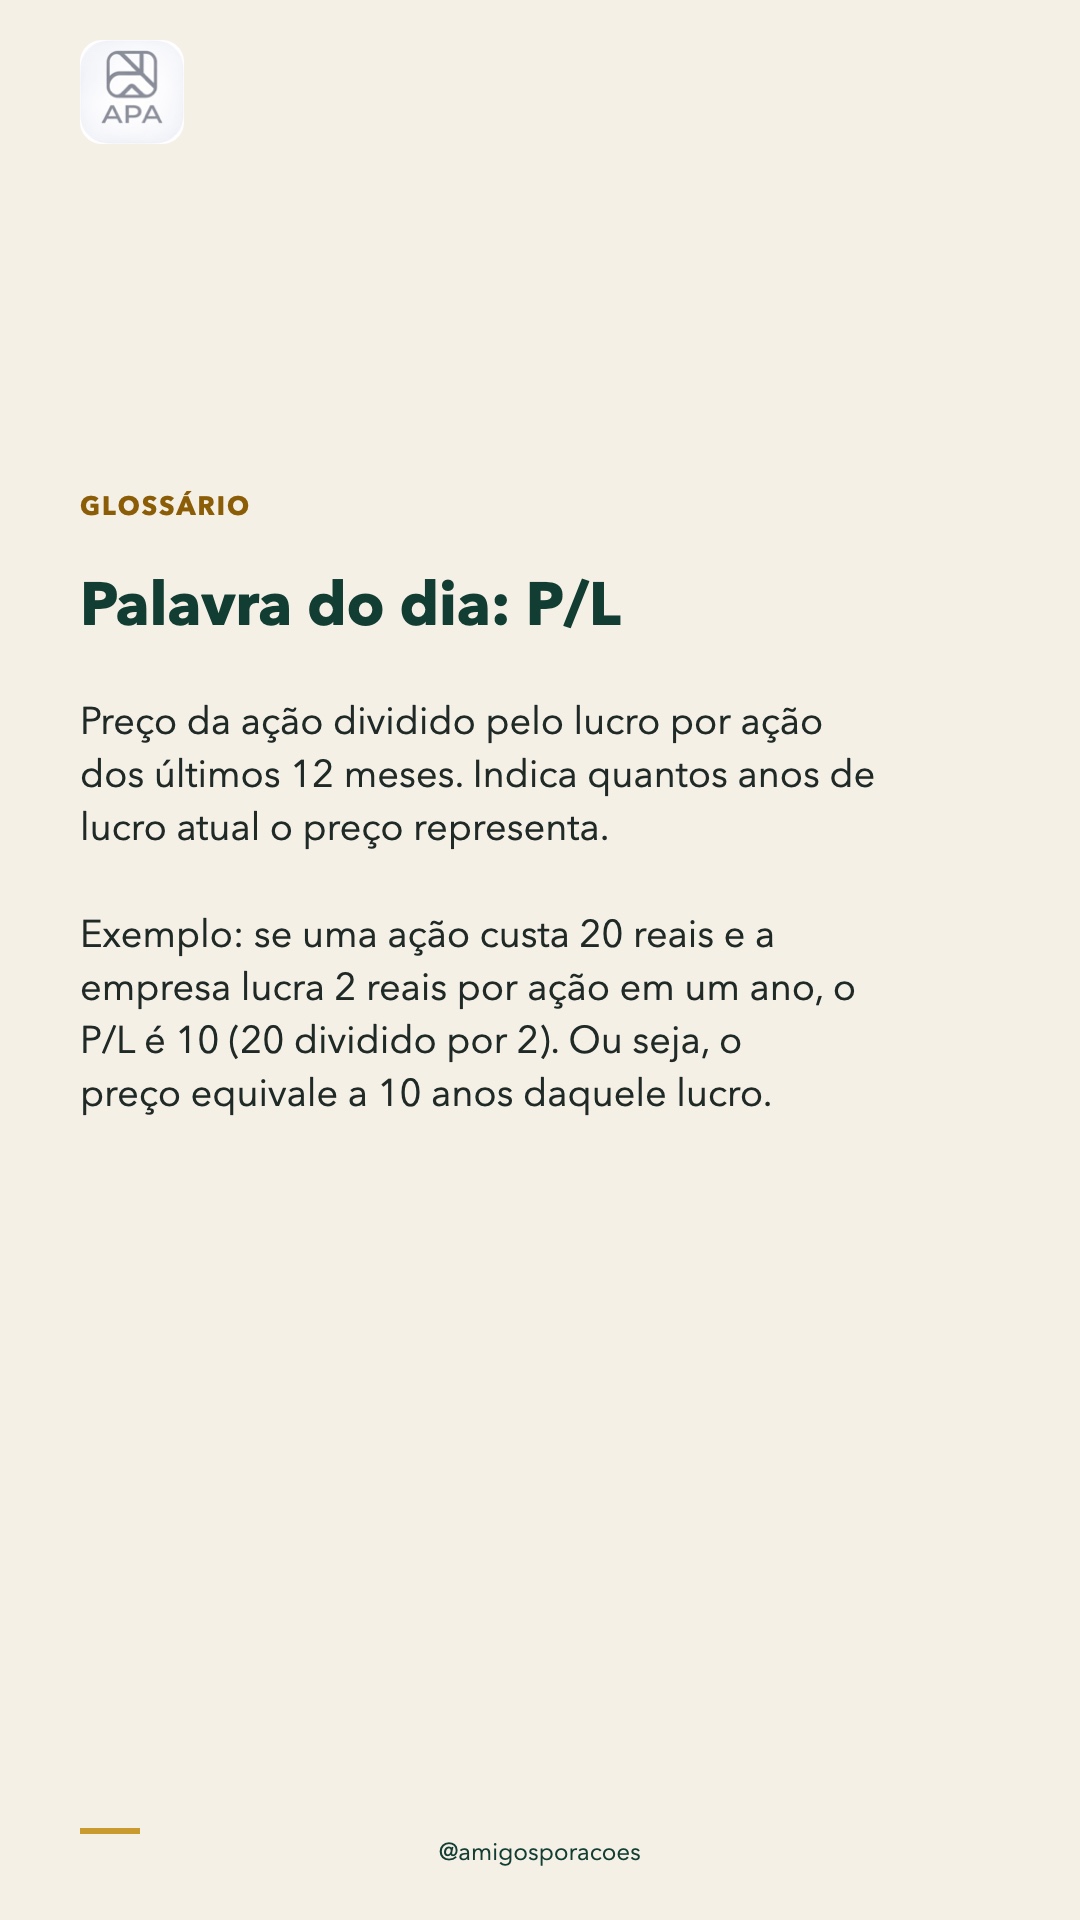 APA
GLOSSÁRIO
Palavra do dia: P/L
Preço da ação dividido pelo lucro por ação
dos últimos 12 meses. Indica quantos anos de
lucro atual o preço representa.
Exemplo: se uma ação custa 20 reais e a
empresa lucra 2 reais por ação em um ano, o
P/L é 10 (20 dividido por 2). Ou seja, o
preço equivale a 10 anos daquele lucro.
@amigosporacoes